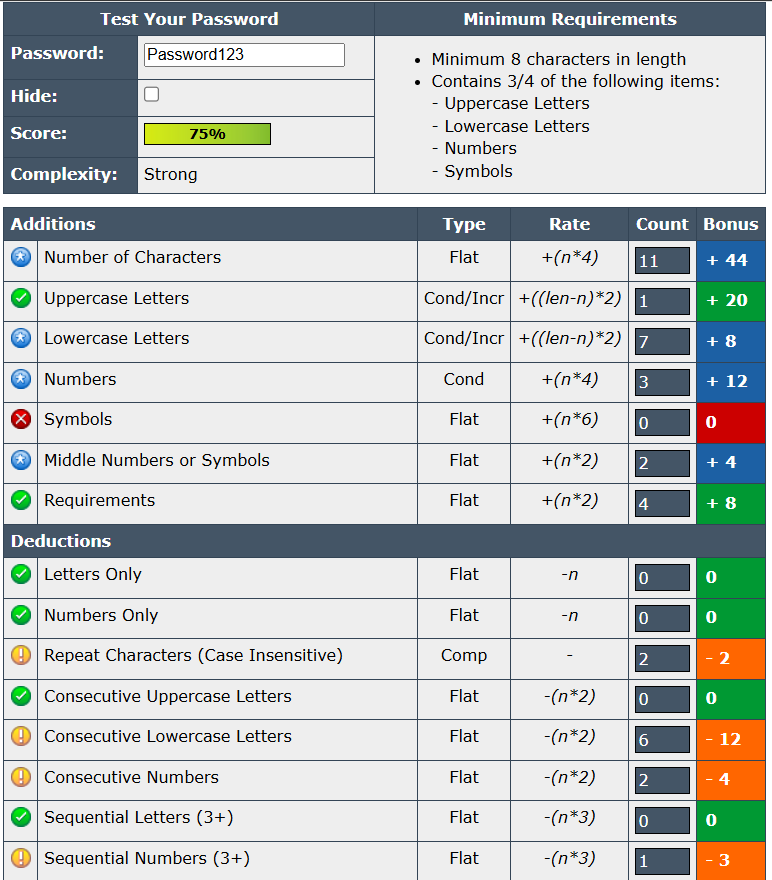 Test Your Password
Minimum Requirements
Password: Password123
Hide:
Score: 75%
Complexity: Strong
• Minimum 8 characters in length
• Contains 3/4 of the following items:
- Uppercase Letters
- Lowercase Letters
- Numbers
- Symbols
Additions Type Rate Count Bonus
Number of Characters Flat +(n*4) 11 + 44
Uppercase Letters Cond/Incr +((len-n)*2) 1 + 20
Lowercase Letters Cond/Incr +((len-n)*2) 7 + 8
Numbers Cond +(n*4) 3 + 12
Symbols Flat +(n*6) 0 0
Middle Numbers or Symbols Flat +(n*2) 2 + 4
Requirements Flat +(n*2) 4 + 8
Deductions
Letters Only Flat -n 0 0
Numbers Only Flat -n 0 0
Repeat Characters (Case Insensitive) Comp - 2 - 2
Consecutive Uppercase Letters Flat -(n*2) 0 0
Consecutive Lowercase Letters Flat -(n*2) 6 - 12
Consecutive Numbers Flat -(n*2) 2 - 4
Sequential Letters (3+) Flat -(n*3) 0 0
Sequential Numbers (3+) Flat -(n*3) 1 - 3